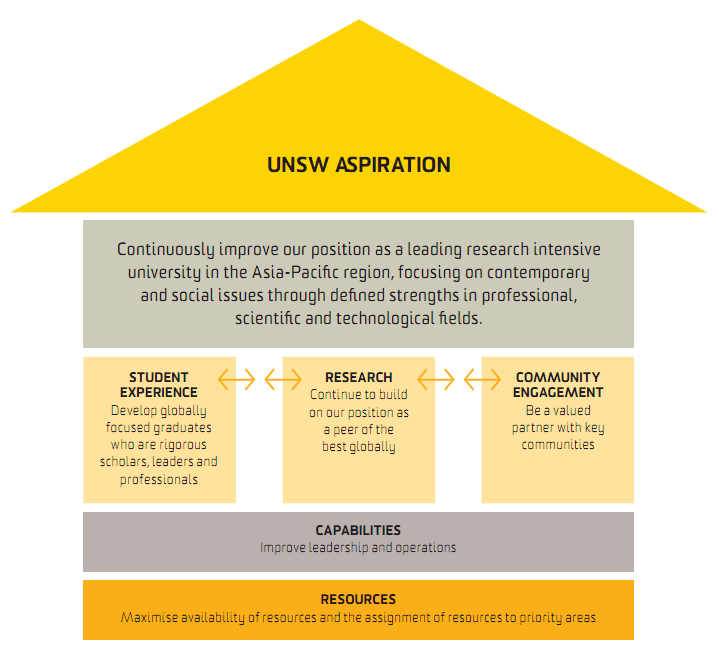 UNSW ASPIRATION
Continuously improve our position as a leading research intensive
university in the Asia-Pacific region, focusing on contemporary
and social issues through defined strengths in professional,
scientific and technological fields.
STUDENT
EXPERIENCE
Develop globally
focused graduates
who are rigorous
scholars, leaders and
professionals
RESEARCH
Continue to build
on our position as
a peer of the
best globally
COMMUNITY
ENGAGEMENT
Be a valued
partner with key
communities
CAPABILITIES
Improve leadership and operations
RESOURCES
Maximise availability of resources and the assignment of resources to priority areas